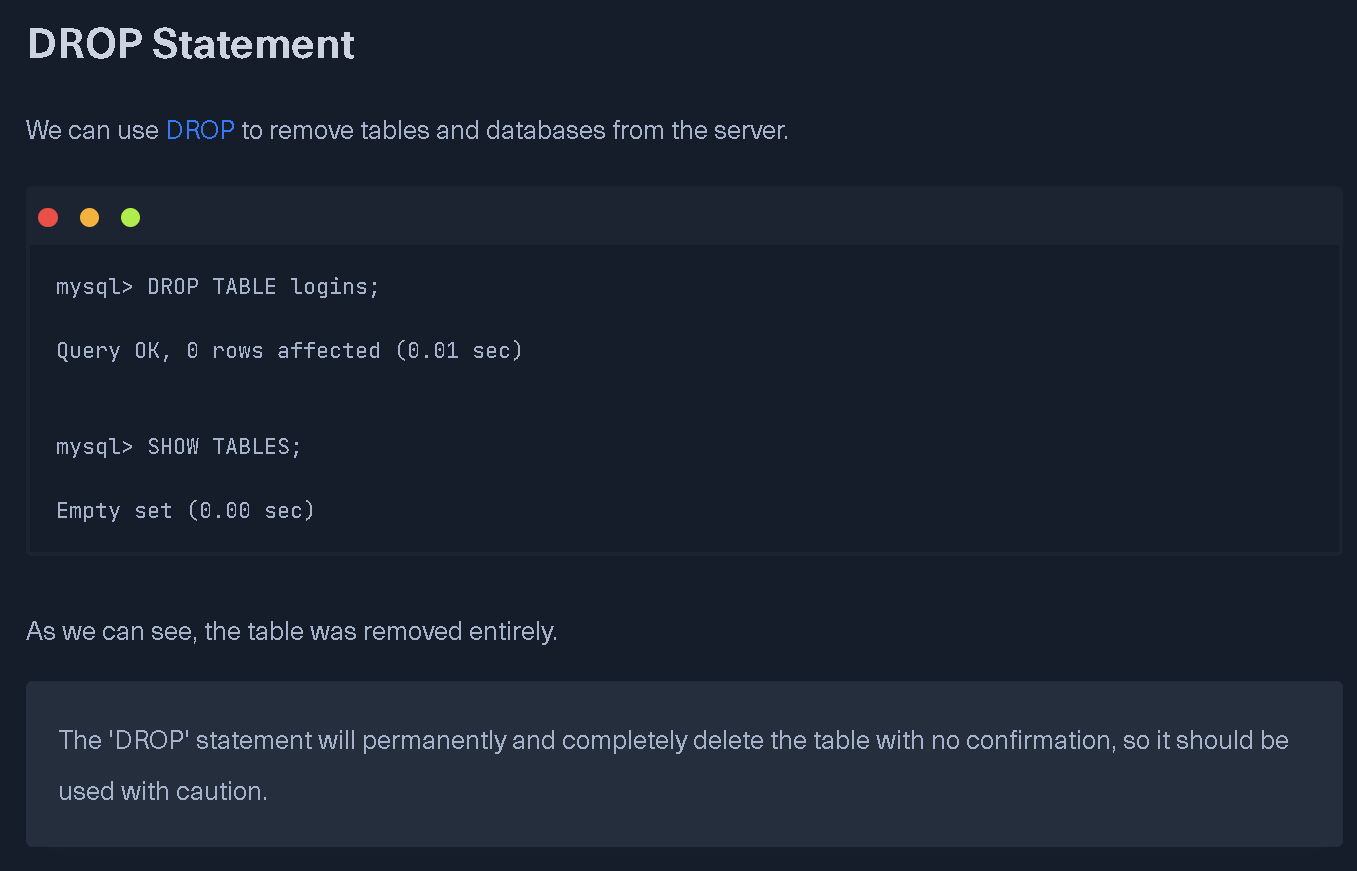 DROP Statement
We can use DROP to remove tables and databases from the server.
mysql> DROP TABLE logins;
Query OK, 0 rows affected (0.01 sec)
mysql> SHOW TABLES;
Empty set (0.00 sec)
As we can see, the table was removed entirely.
The 'DROP' statement will permanently and completely delete the table with no confirmation, so it should be
used with caution.